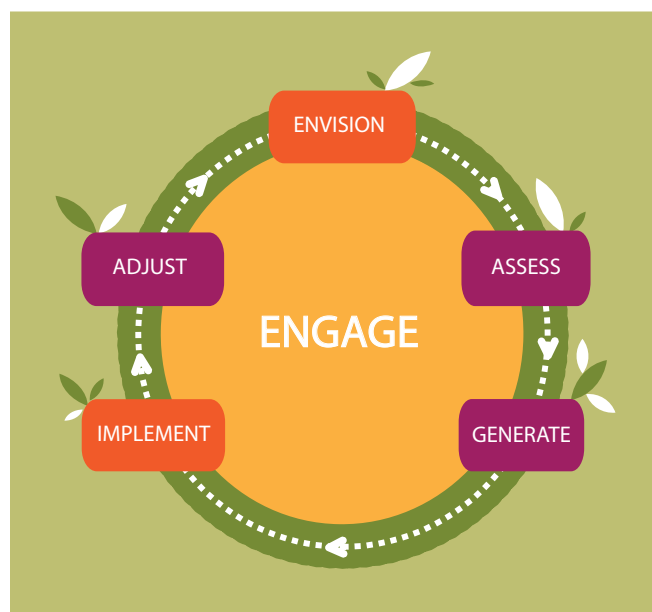 ENVISION
ADJUST
ASSESS
ENGAGE
IMPLEMENT
GENERATE